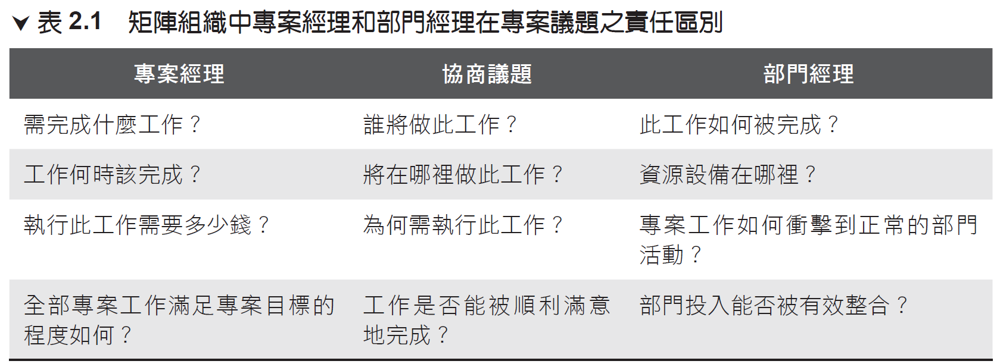 表 2.1 矩陣組織中專案經理和部門經理在專案議題之責任區別
專案經理 協商議題 部門經理
需完成什麼工作？ 誰將做此工作？ 此工作如何被完成？
工作何時該完成？ 將在哪裡做此工作？ 資源設備在哪裡？
執行此工作需要多少錢？ 為何需執行此工作？ 專案工作如何衝擊到正常的部門
活動？
全部專案工作滿足專案目標的 工作是否能被順利滿意 部門投入能否被有效整合？
程度如何？ 地完成？